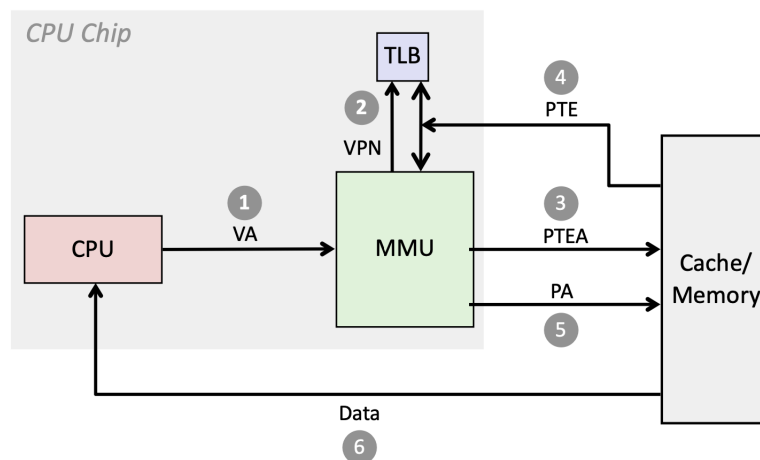 CPU Chip
TLB
4
PTE
2
VPN
1
VA
3
PTEA
CPU
MMU
Cache/
Memory
PA
5
Data
6